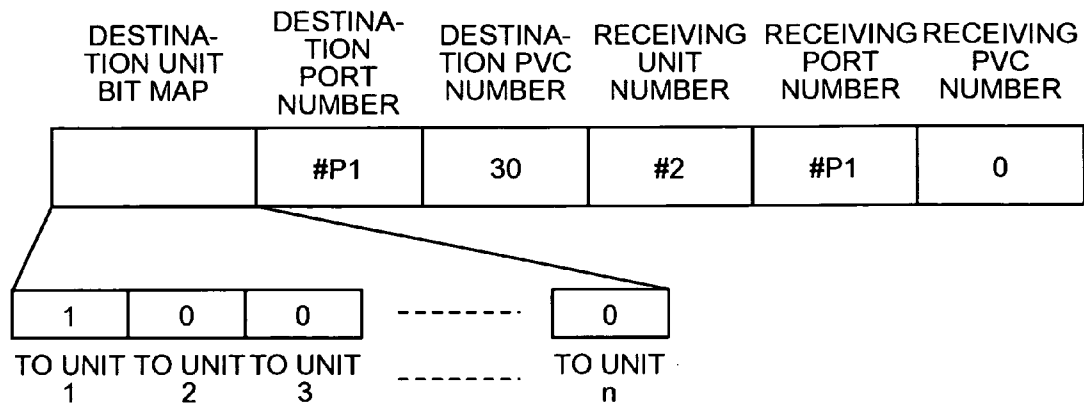 DESTINA-
TION UNIT
BIT MAP
DESTINA-
TION
PORT
NUMBER
DESTINA-
TION PVC
NUMBER
RECEIVING
UNIT
NUMBER
RECEIVING
PORT
NUMBER
RECEIVING
PVC
NUMBER
#P1
30
#2
#P1
0
1
0
0
0
TO UNIT
1
TO UNIT
2
TO UNIT
3
TO UNIT
n